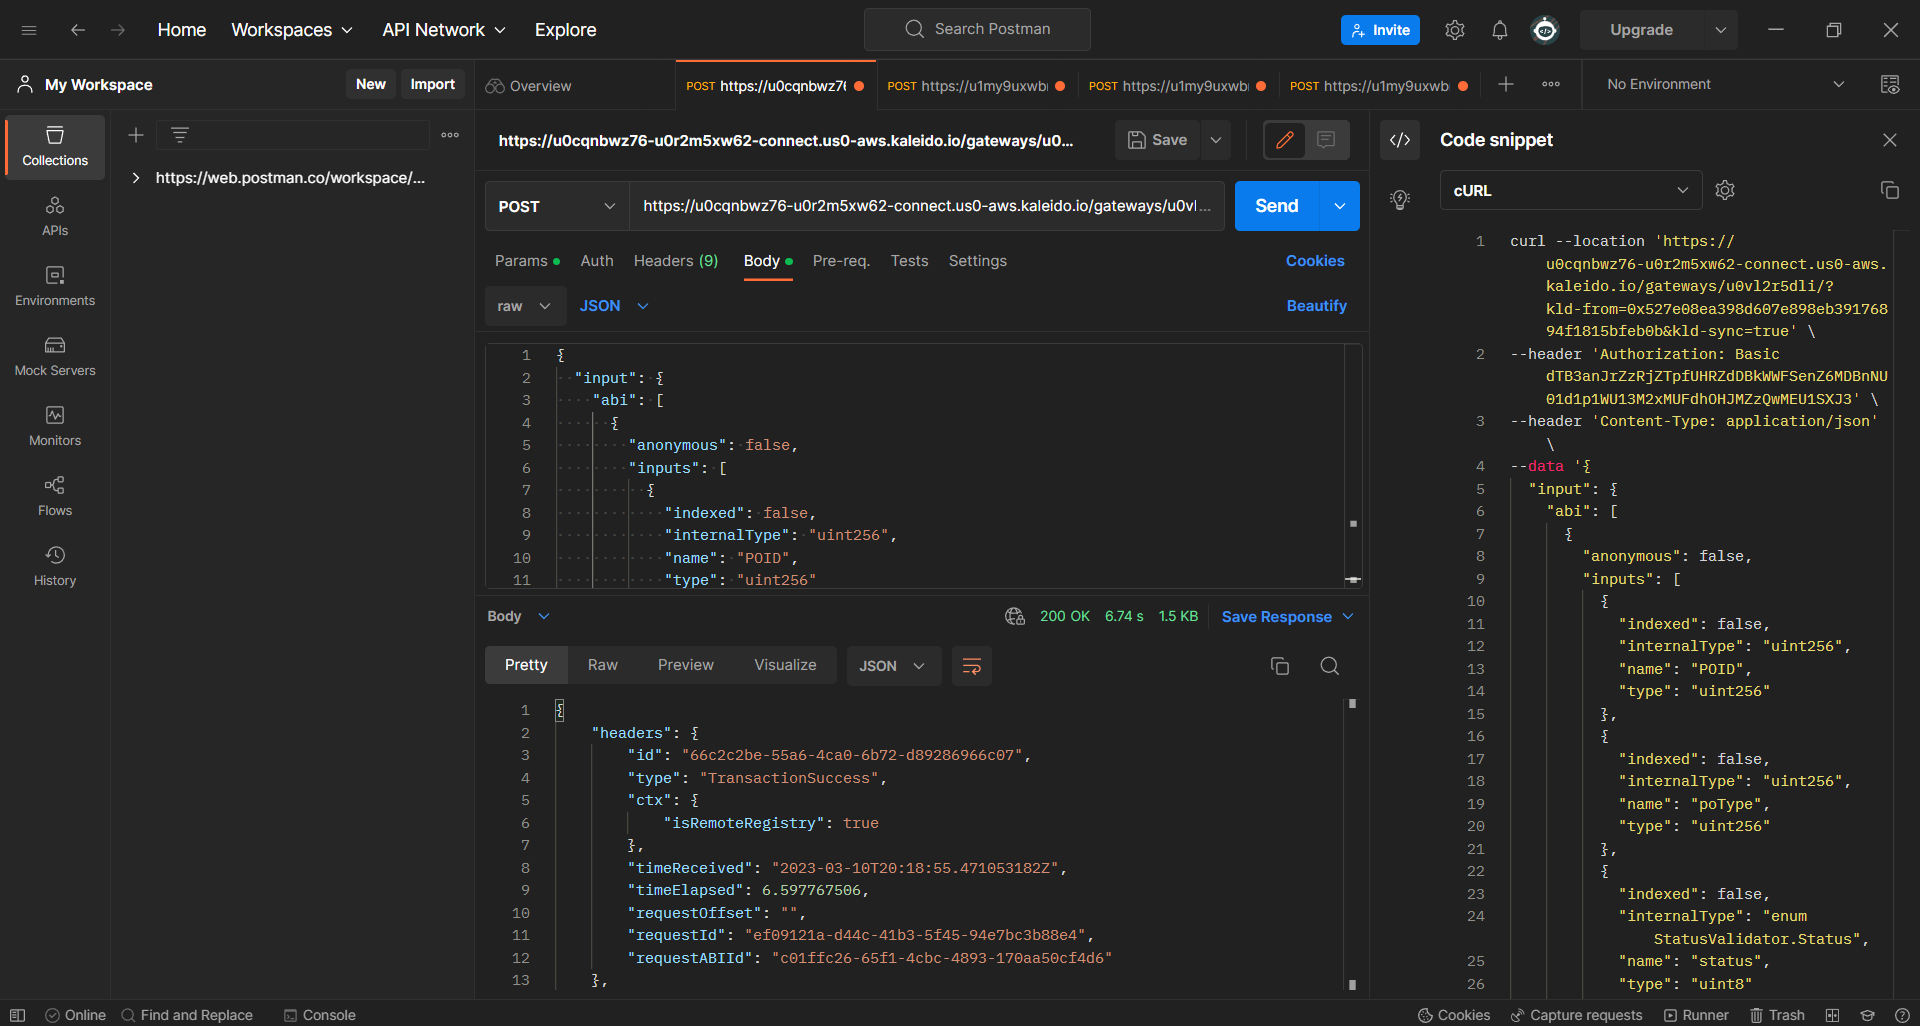 Home
Workspaces
API Network
Explore
Search Postman
Invite
Upgrade
My Workspace
New
Import
Overview
POST https://u0cqnbwz76
POST https://u1my9uxwb
POST https://u1my9uxwb
POST https://u1my9uxwb
No Environment
Collections
APIs
Environments
Mock Servers
Monitors
Flows
History
https://web.postman.co/workspace/...
https://u0cqnbwz76-u0r2m5xw62-connect.us0-aws.kaleido.io/gateways/u0...
Save
POST
https://u0cqnbwz76-u0r2m5xw62-connect.us0-aws.kaleido.io/gateways/u0vl...
Send
Params
Auth
Headers (9)
Body
Pre-req.
Tests
Settings
Cookies
raw
JSON
Beautify
1 {
2 "input": {
3 "abi": [
4 {
5 "anonymous": false,
6 "inputs": [
7 {
8 "indexed": false,
9 "internalType": "uint256",
10 "name": "POID",
11 "type": "uint256"
Body
200 OK
6.74 s
1.5 KB
Save Response
Pretty
Raw
Preview
Visualize
JSON
1 {
2 "headers": {
3 "id": "66c2c2be-55a6-4ca0-6b72-d89286966c07",
4 "type": "TransactionSuccess",
5 "ctx": {
6 "isRemoteRegistry": true
7 },
8 "timeReceived": "2023-03-10T20:18:55.471053182Z",
9 "timeElapsed": 6.597767506,
10 "requestOffset": "",
11 "requestId": "ef09121a-d44c-41b3-5f45-94e7bc3b88e4",
12 "requestABIId": "c01ffc26-65f1-4cbc-4893-170aa50cf4d6"
13 },
Code snippet
cURL
1 curl --location 'https://
u0cqnbwz76-u0r2m5xw62-connect.us0-aws.
kaleido.io/gateways/u0vl2r5dli/?
kld-from=0x527e08ea398d607e898eb391768
94f1815bfeb0b&kld-sync=true' \
2 --header 'Authorization: Basic
dTB3anJrZzRjZTpfUHRZdDBkWWFSenZ6MDBnNU
01d1p1WU13M2xMUFdhOHJMZzQwMEU1SXJ3' \
3 --header 'Content-Type: application/json'
\
4 --data '{
5 "input": {
6 "abi": [
7 {
8 "anonymous": false,
9 "inputs": [
10 {
11 "indexed": false,
12 "internalType": "uint256",
13 "name": "POID",
14 "type": "uint256"
15 },
16 {
17 "indexed": false,
18 "internalType": "uint256",
19 "name": "poType",
20 "type": "uint256"
21 },
22 {
23 "indexed": false,
24 "internalType": "enum
StatusValidator.Status",
25 "name": "status",
26 "type": "uint8"
Online
Find and Replace
Console
Cookies
Capture requests
Runner
Trash